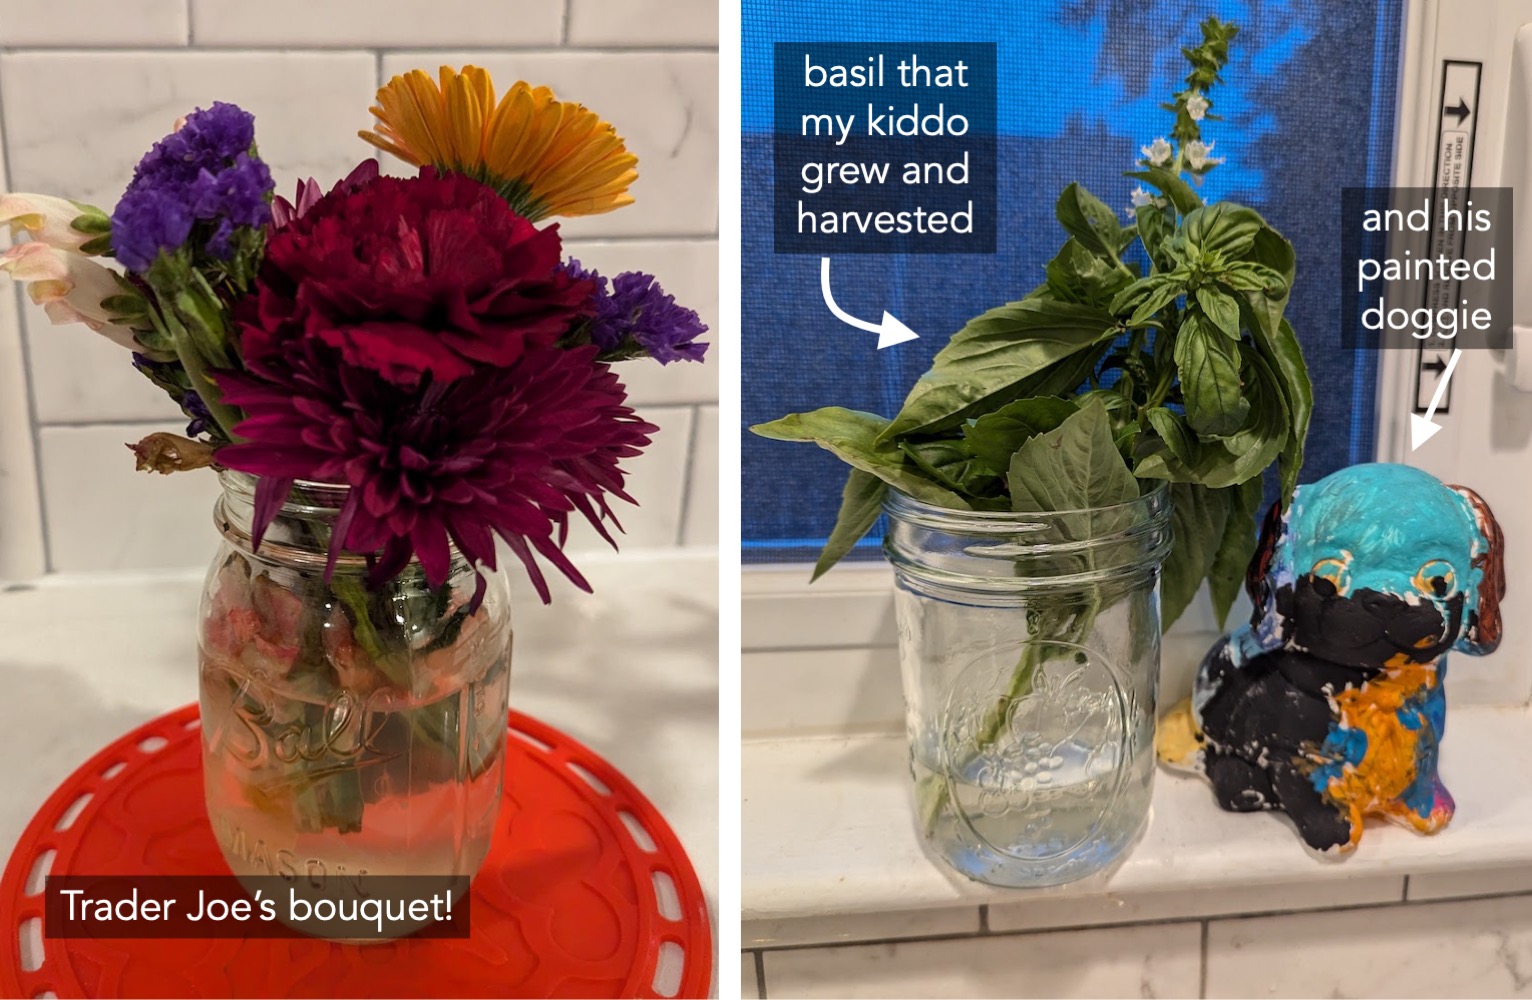 Trader Joe's bouquet!
Ball
MASON
basil that
my kiddo
grew and
harvested
and his
painted
doggie